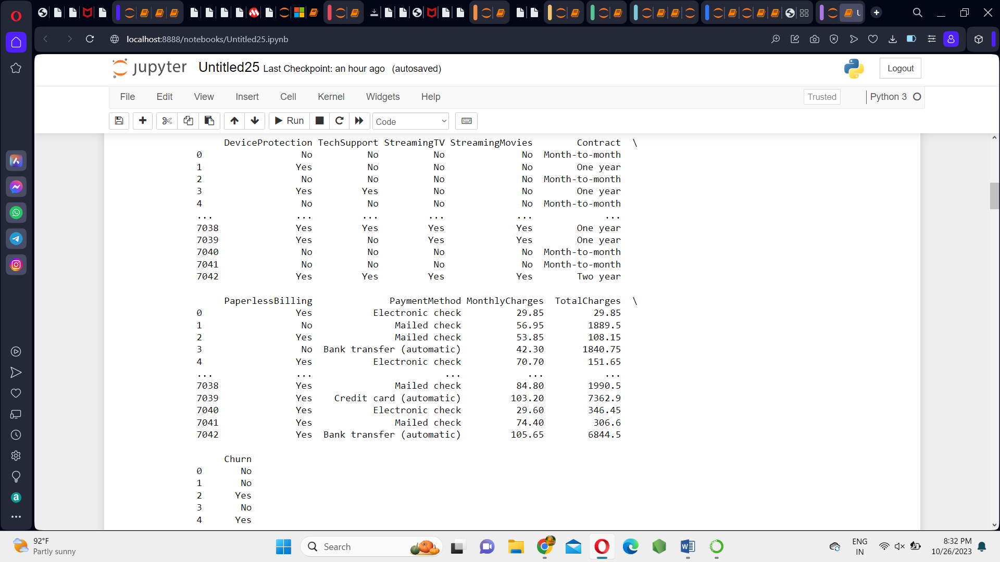 localhost:8888/notebooks/Untitled25.ipynb
jupyter Untitled25 Last Checkpoint: an hour ago (autosaved) Logout
File Edit View Insert Cell Kernel Widgets Help Trusted Python 3
Run Code
DeviceProtection TechSupport StreamingTV StreamingMovies Contract \
0 No No No No Month-to-month
1 Yes No No No One year
2 No No No No Month-to-month
3 Yes Yes No No One year
4 No No No No Month-to-month
... ... ... ... ... ...
7038 Yes Yes Yes Yes One year
7039 Yes No Yes Yes One year
7040 No No No No Month-to-month
7041 No No No No Month-to-month
7042 Yes Yes Yes Yes Two year
PaperlessBilling PaymentMethod MonthlyCharges TotalCharges \
0 Yes Electronic check 29.85 29.85
1 No Mailed check 56.95 1889.5
2 Yes Mailed check 53.85 108.15
3 No Bank transfer (automatic) 42.30 1840.75
4 Yes Electronic check 70.70 151.65
... ... ... ... ...
7038 Yes Mailed check 84.80 1990.5
7039 Yes Credit card (automatic) 103.20 7362.9
7040 Yes Electronic check 29.60 346.45
7041 Yes Mailed check 74.40 306.6
7042 Yes Bank transfer (automatic) 105.65 6844.5
Churn
0 No
1 No
2 Yes
3 No
4 Yes
92°F
Partly sunny
Search
ENG
IN
8:32 PM
10/26/2023